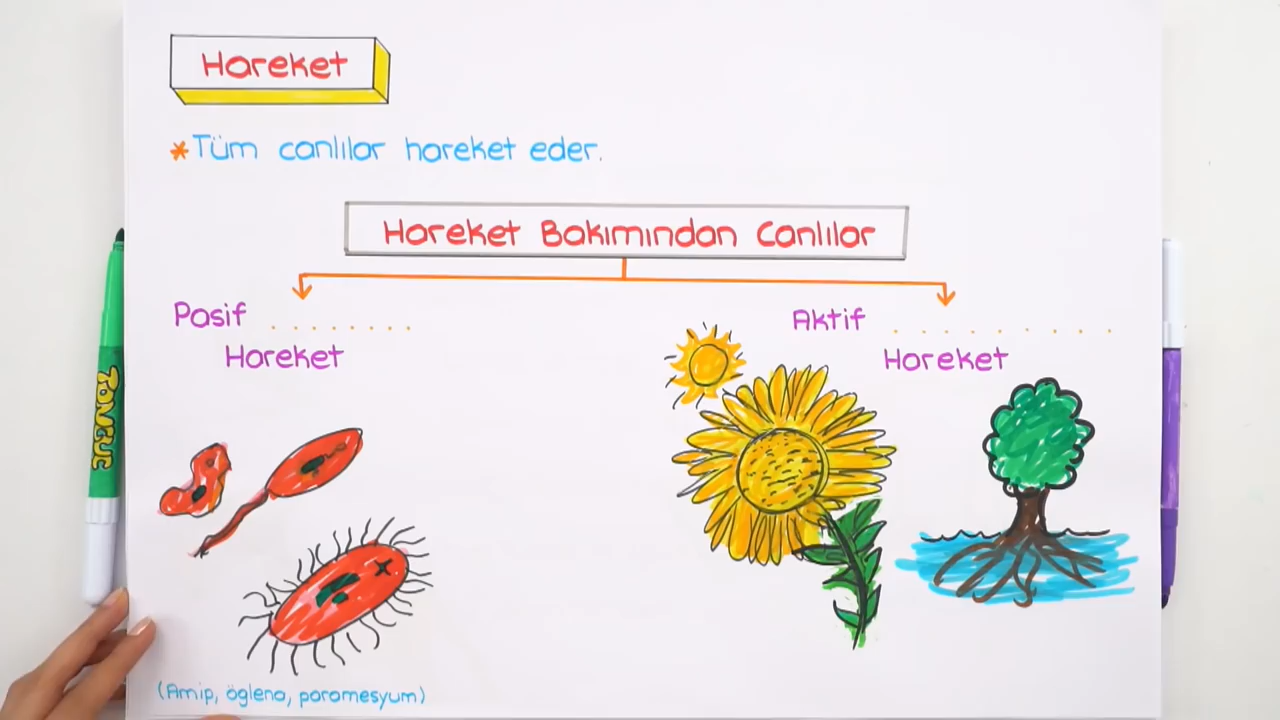 Hareket
* Tüm canlılar hareket eder.
Hareket Bakımından Canlılar
Pasif ........
Hareket
Aktif .........
Hareket
(Amip, öglena, paramesyum)